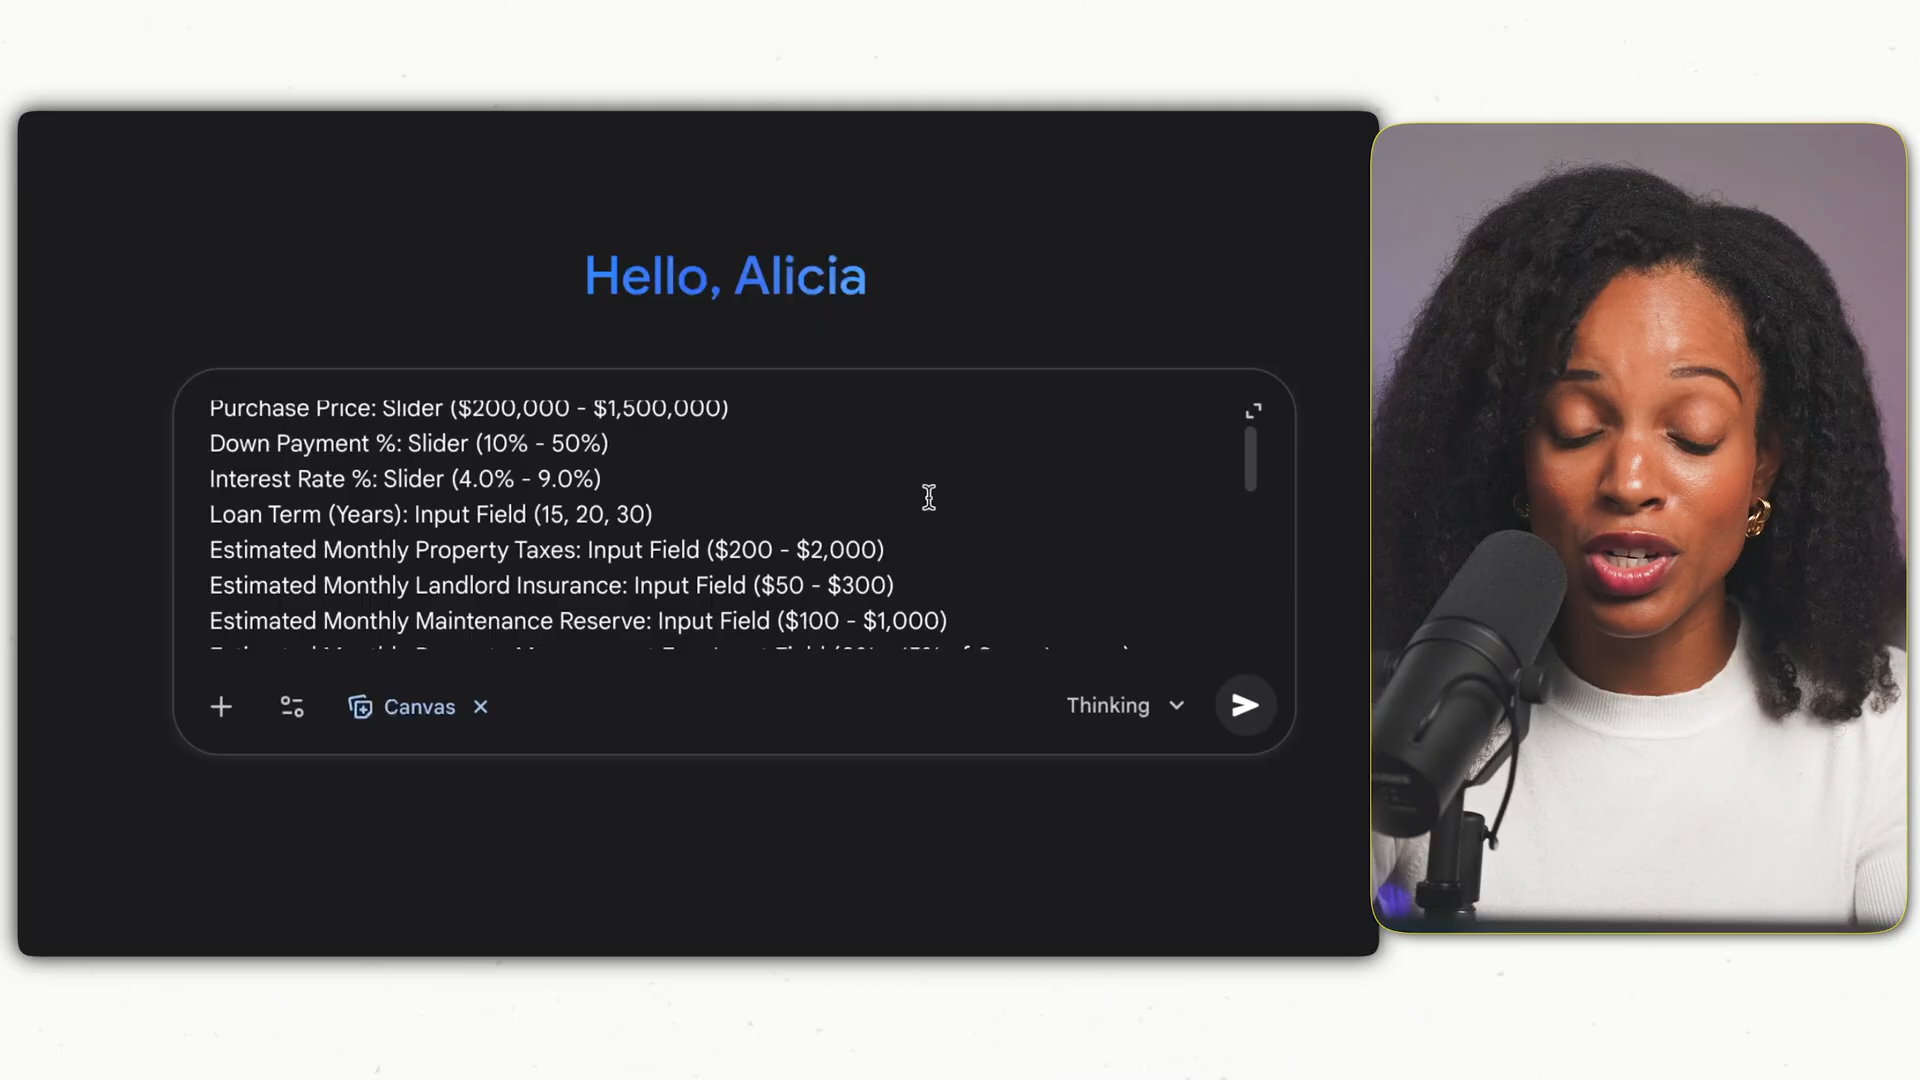 Hello, Alicia
Purchase Price: Slider ($200,000 - $1,500,000)
Down Payment %: Slider (10% - 50%)
Interest Rate %: Slider (4.0% - 9.0%)
Loan Term (Years): Input Field (15, 20, 30)
Estimated Monthly Property Taxes: Input Field ($200 - $2,000)
Estimated Monthly Landlord Insurance: Input Field ($50 - $300)
Estimated Monthly Maintenance Reserve: Input Field ($100 - $1,000)
Canvas
Thinking